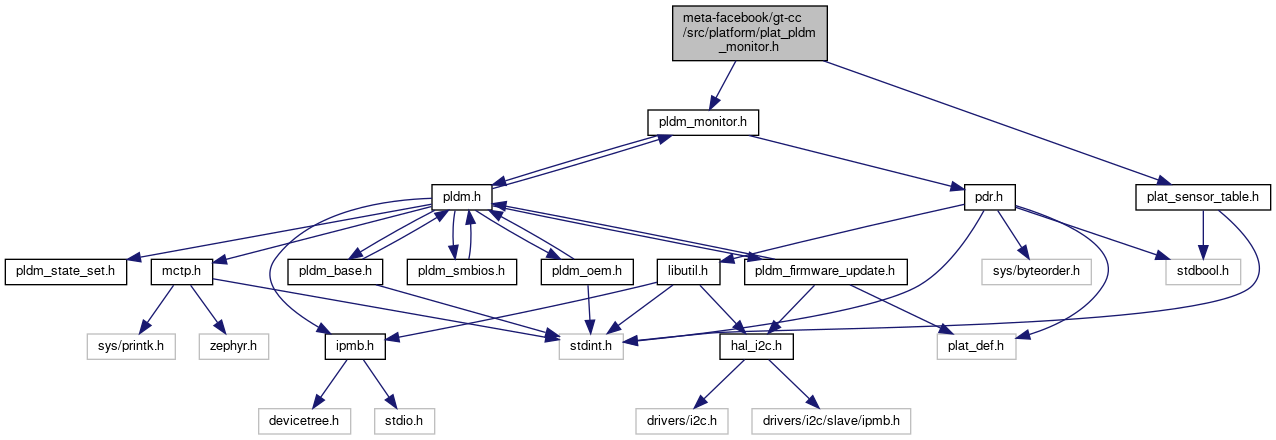 meta-facebook/gt-cc
/src/platform/plat_pldm
_monitor.h
pldm_monitor.h
pldm.h
pdr.h
plat_sensor_table.h
pldm_state_set.h
mctp.h
pldm_base.h
pldm_smbios.h
pldm_oem.h
libutil.h
pldm_firmware_update.h
sys/byteorder.h
stdbool.h
sys/printk.h
zephyr.h
ipmb.h
stdint.h
hal_i2c.h
plat_def.h
devicetree.h
stdio.h
drivers/i2c.h
drivers/i2c/slave/ipmb.h